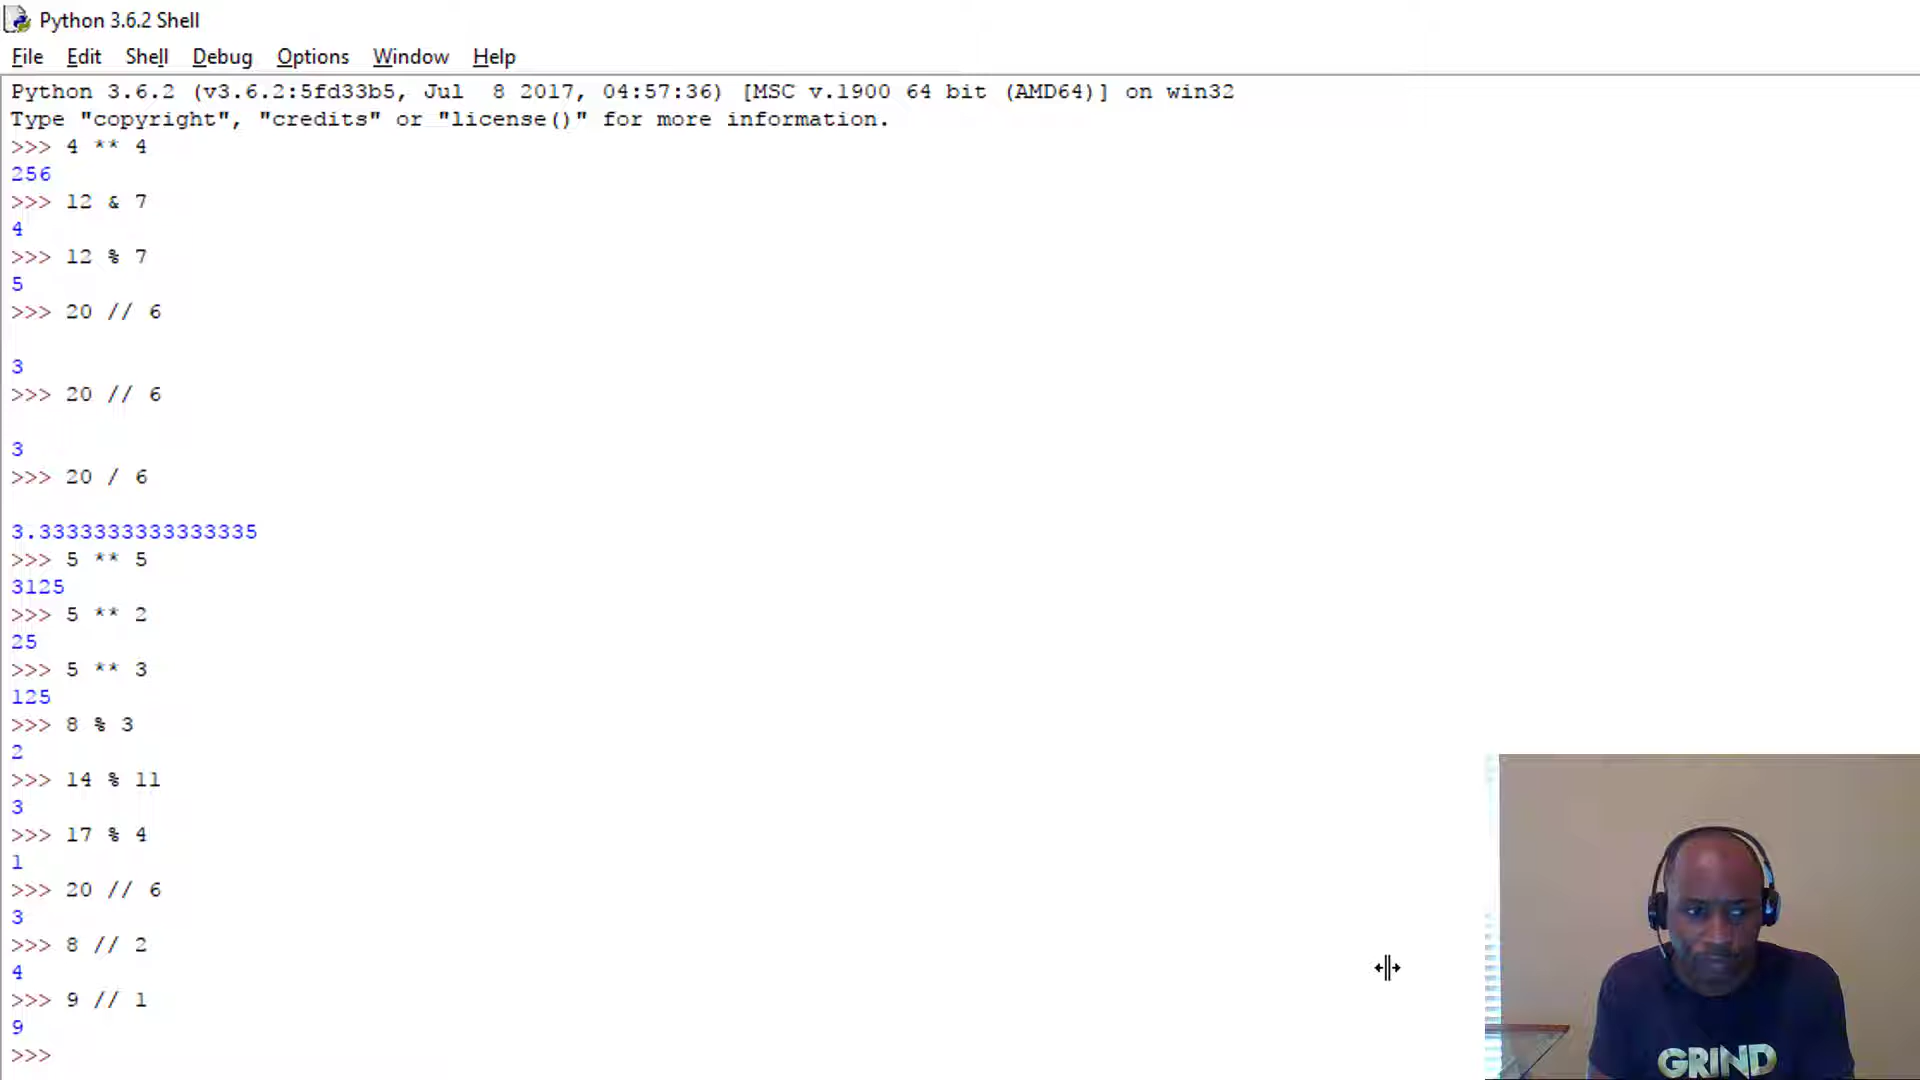 Python 3.6.2 Shell
File Edit Shell Debug Options Window Help
Python 3.6.2 (v3.6.2:5fd33b5, Jul  8 2017, 04:57:36) [MSC v.1900 64 bit (AMD64)] on win32
Type "copyright", "credits" or "license()" for more information.
>>> 4 ** 4
256
>>> 12 & 7
4
>>> 12 % 7
5
>>> 20 // 6
3
>>> 20 // 6
3
>>> 20 / 6
3.3333333333333335
>>> 5 ** 5
3125
>>> 5 ** 2
25
>>> 5 ** 3
125
>>> 8 % 3
2
>>> 14 % 11
3
>>> 17 % 4
1
>>> 20 // 6
3
>>> 8 // 2
4
>>> 9 // 1
9
>>>
GRIND